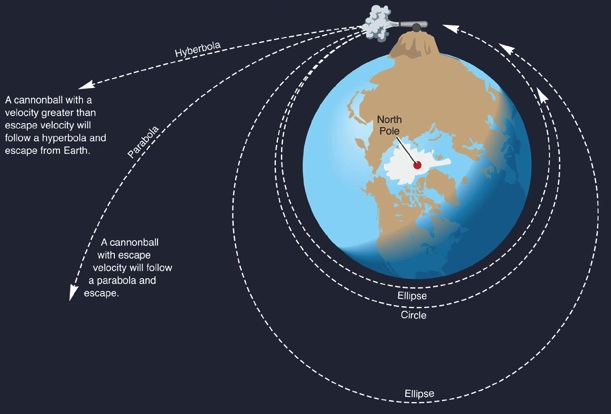 Hyberbola
A cannonball with a
velocity greater than
escape velocity will
follow a hyperbola and
escape from Earth.
Parabola
North
Pole
A cannonball
with escape
velocity will follow
a parabola and
escape.
Ellipse
Circle
Ellipse